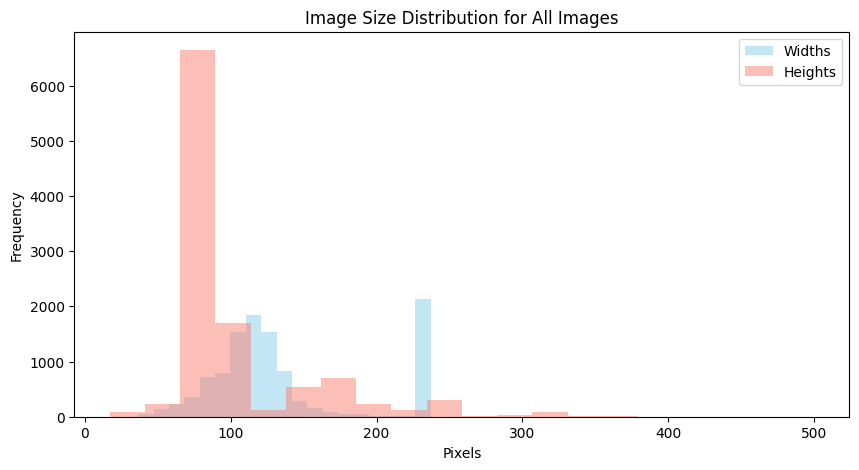 Image Size Distribution for All Images
Widths
Heights
Frequency
6000
5000
4000
3000
2000
1000
0
0 100 200 300 400 500
Pixels